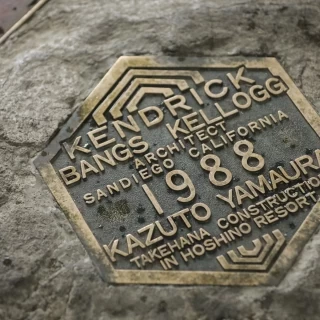 KENDRICK
BANGS KELLOGG
ARCHITECT
SANDIEGO CALIFORNIA
1988
KAZUTO YAMAURA
TAKEHANA CONSTRUCTION
IN HOSHINO RESORT